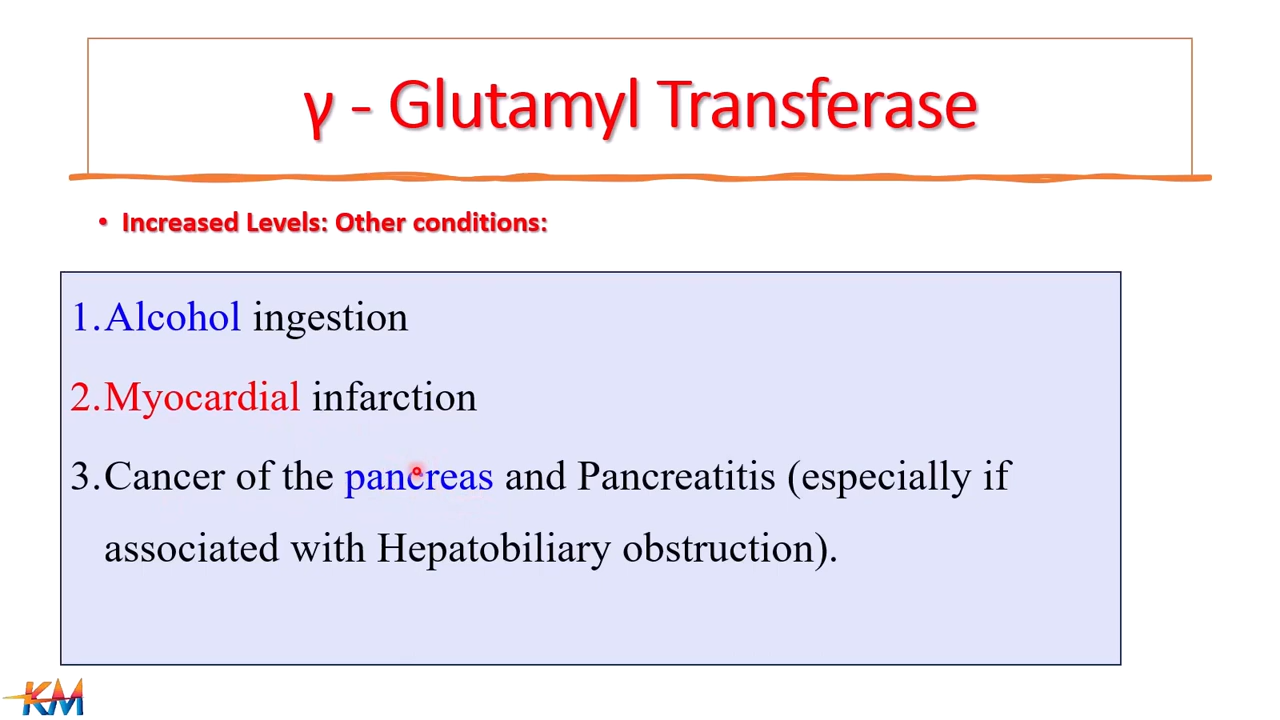 γ - Glutamyl Transferase
• Increased Levels: Other conditions:
1.Alcohol ingestion
2.Myocardial infarction
3.Cancer of the pancreas and Pancreatitis (especially if
associated with Hepatobiliary obstruction).
KM